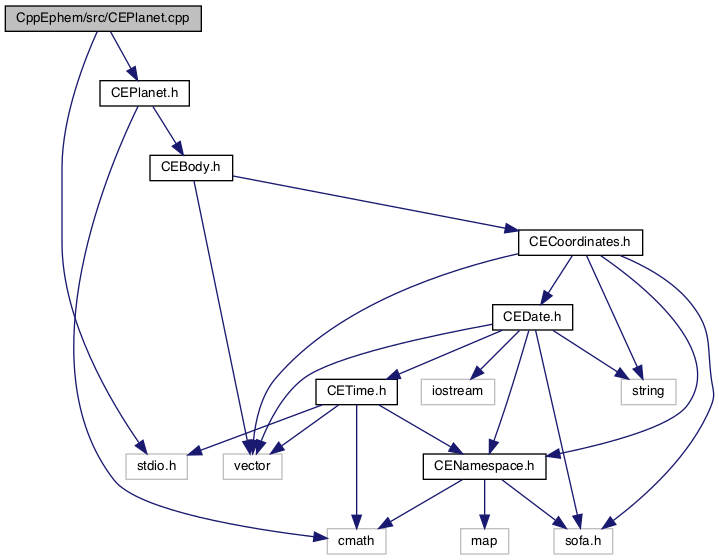 CppEphem/src/CEPlanet.cpp
CEPlanet.h
CEBody.h
CECoordinates.h
CEDate.h
CETime.h
iostream
string
stdio.h
vector
CENamespace.h
cmath
map
sofa.h